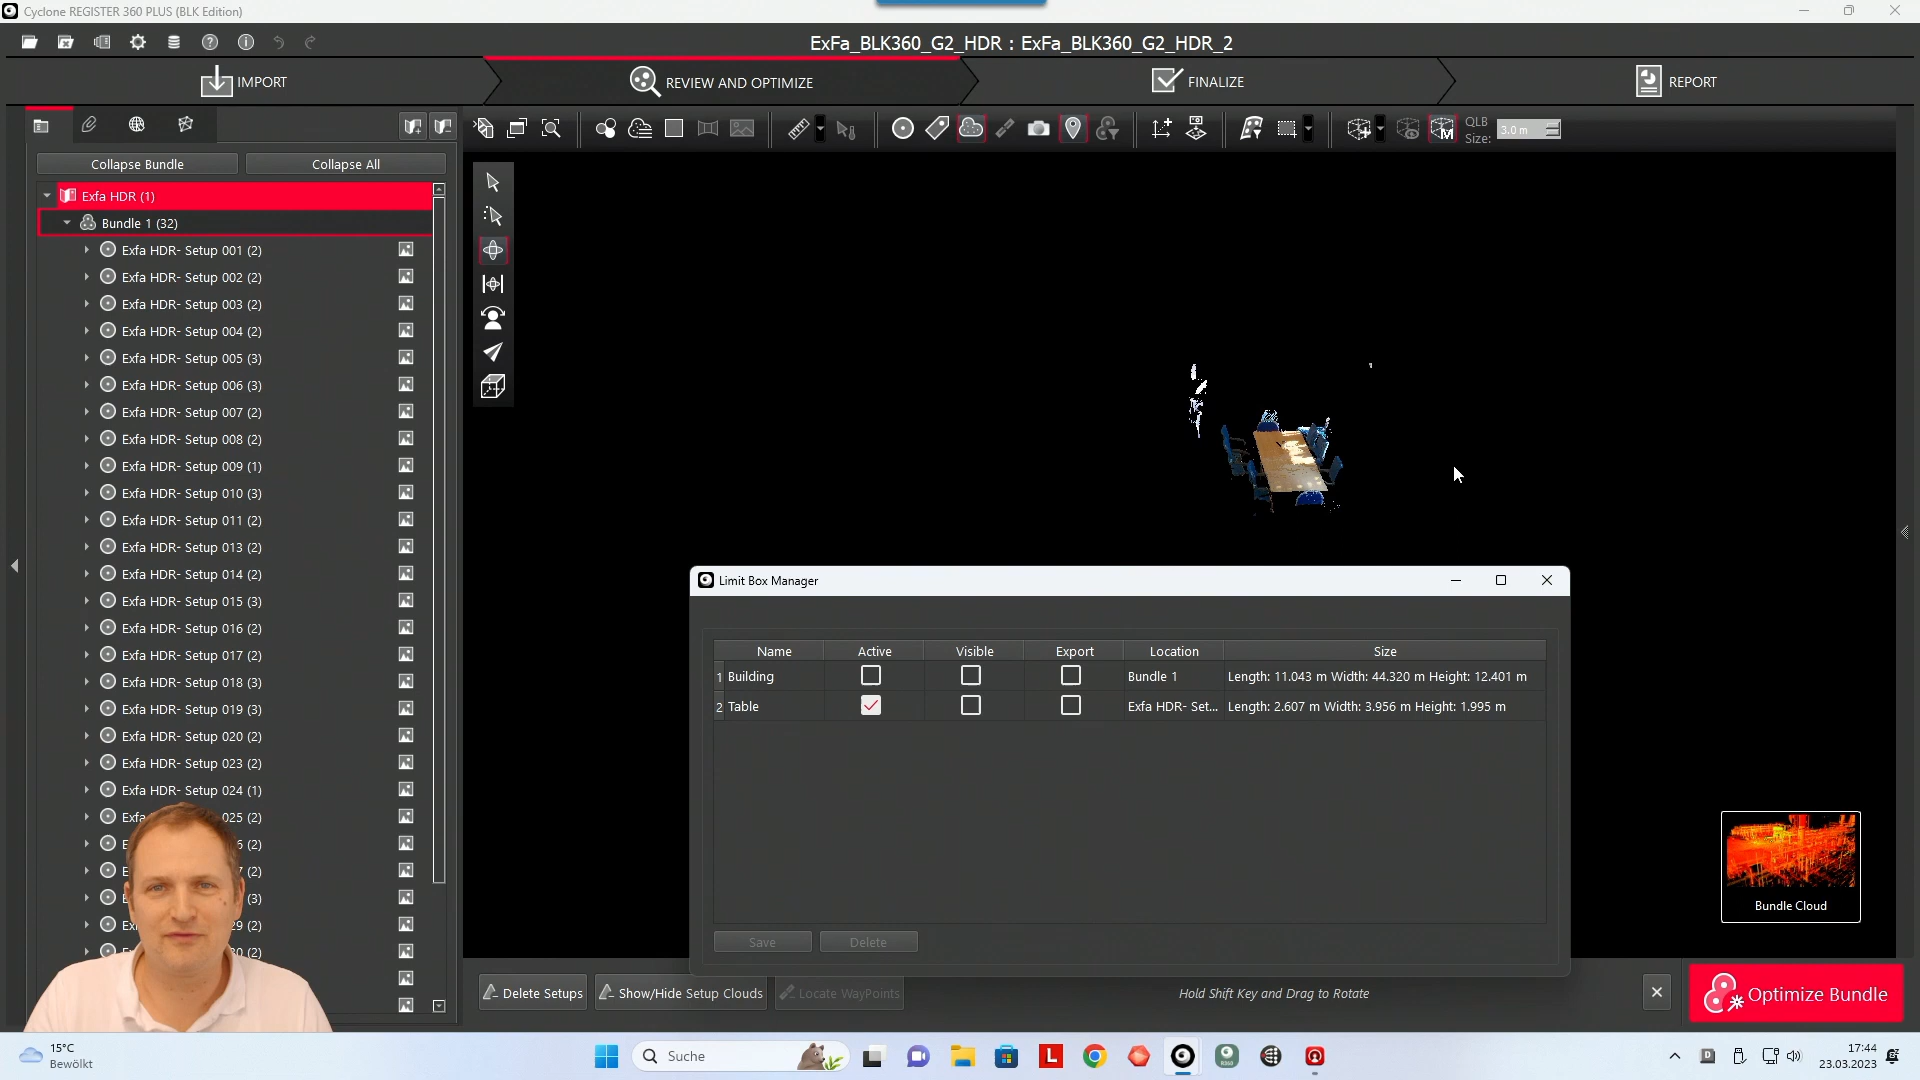 Cyclone REGISTER 360 PLUS (BLK Edition)
ExFa_BLK360_G2_HDR : ExFa_BLK360_G2_HDR_2
IMPORT
REVIEW AND OPTIMIZE
FINALIZE
REPORT
QLB Size:
3.0 m
Collapse Bundle
Collapse All
Exfa HDR (1)
Bundle 1 (32)
Exfa HDR- Setup 001 (2)
Exfa HDR- Setup 002 (2)
Exfa HDR- Setup 003 (2)
Exfa HDR- Setup 004 (2)
Exfa HDR- Setup 005 (3)
Exfa HDR- Setup 006 (3)
Exfa HDR- Setup 007 (2)
Exfa HDR- Setup 008 (2)
Exfa HDR- Setup 009 (1)
Exfa HDR- Setup 010 (3)
Exfa HDR- Setup 011 (2)
Exfa HDR- Setup 013 (2)
Exfa HDR- Setup 014 (2)
Exfa HDR- Setup 015 (3)
Exfa HDR- Setup 016 (2)
Exfa HDR- Setup 017 (2)
Exfa HDR- Setup 018 (3)
Exfa HDR- Setup 019 (3)
Exfa HDR- Setup 020 (2)
Exfa HDR- Setup 023 (2)
Exfa HDR- Setup 024 (1)
025 (2)
6 (2)
(2)
(3)
29 (2)
(2)
Limit Box Manager
Name Active Visible Export Location Size
1 Building Bundle 1 Length: 11.043 m Width: 44.320 m Height: 12.401 m
2 Table Exfa HDR- Set... Length: 2.607 m Width: 3.956 m Height: 1.995 m
Save
Delete
Bundle Cloud
Delete Setups
Show/Hide Setup Clouds
Locate WayPoints
Hold Shift Key and Drag to Rotate
Optimize Bundle
15°C
Bewölkt
Suche
17:44
23.03.2023